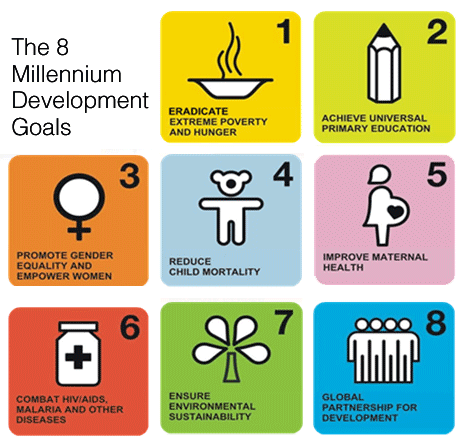 The 8
Millennium
Development
Goals
1
ERADICATE
EXTREME POVERTY
AND HUNGER
2
ACHIEVE UNIVERSAL
PRIMARY EDUCATION
3
PROMOTE GENDER
EQUALITY AND
EMPOWER WOMEN
4
REDUCE
CHILD MORTALITY
5
IMPROVE MATERNAL
HEALTH
6
COMBAT HIV/AIDS,
MALARIA AND OTHER
DISEASES
7
ENSURE
ENVIRONMENTAL
SUSTAINABILITY
8
GLOBAL
PARTNERSHIP FOR
DEVELOPMENT